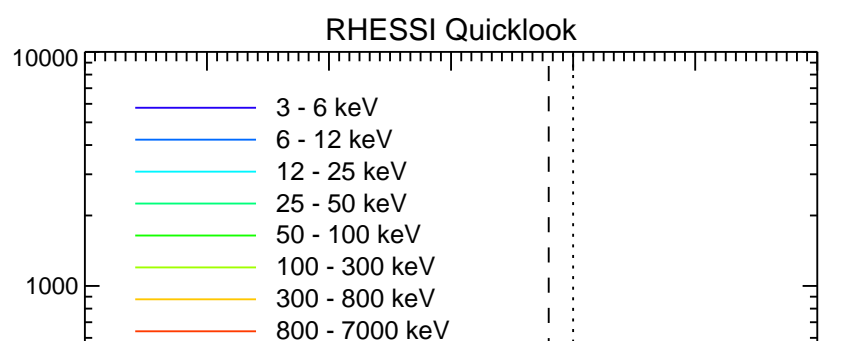 RHESSI Quicklook
10000
3 - 6 keV
6 - 12 keV
12 - 25 keV
25 - 50 keV
50 - 100 keV
100 - 300 keV
1000
300 - 800 keV
800 - 7000 keV